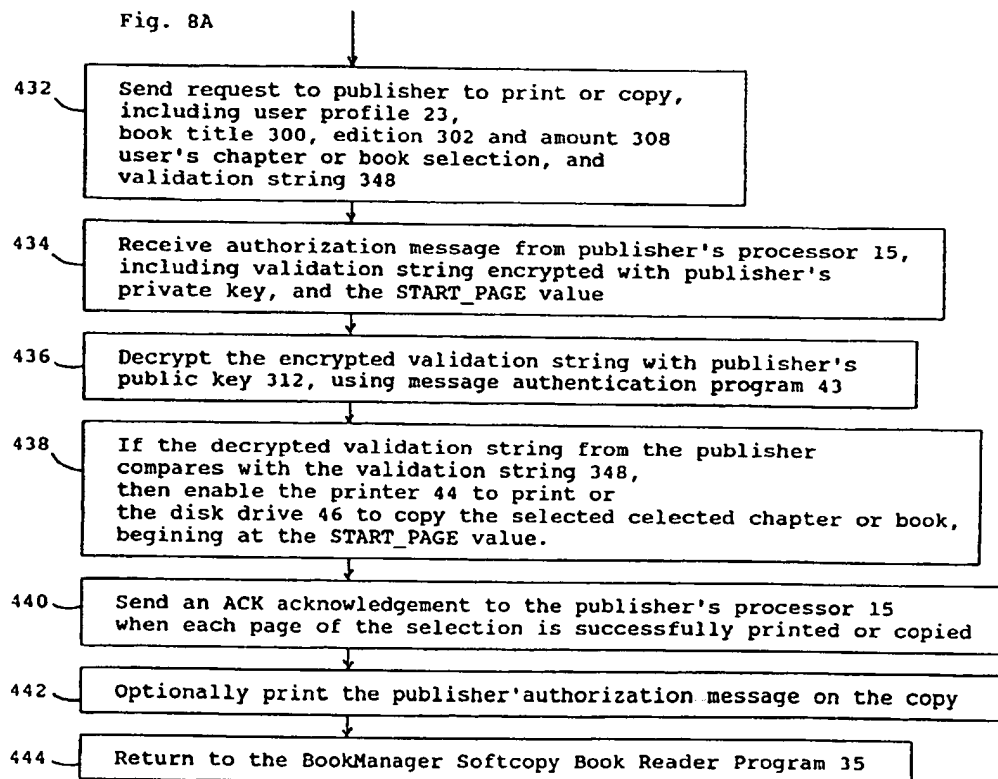 Fig. 8A
432
Send request to publisher to print or copy,
including user profile 23,
book title 300, edition 302 and amount 308
user's chapter or book selection, and
validation string 348
434
Receive authorization message from publisher's processor 15,
including validation string encrypted with publisher's
private key, and the START_PAGE value
436
Decrypt the encrypted validation string with publisher's
public key 312, using message authentication program 43
438
If the decrypted validation string from the publisher
compares with the validation string 348,
then enable the printer 44 to print or
the disk drive 46 to copy the selected celected chapter or book,
begining at the START_PAGE value.
440
Send an ACK acknowledgement to the publisher's processor 15
when each page of the selection is successfully printed or copied
442
Optionally print the publisher'authorization message on the copy
444
Return to the BookManager Softcopy Book Reader Program 35